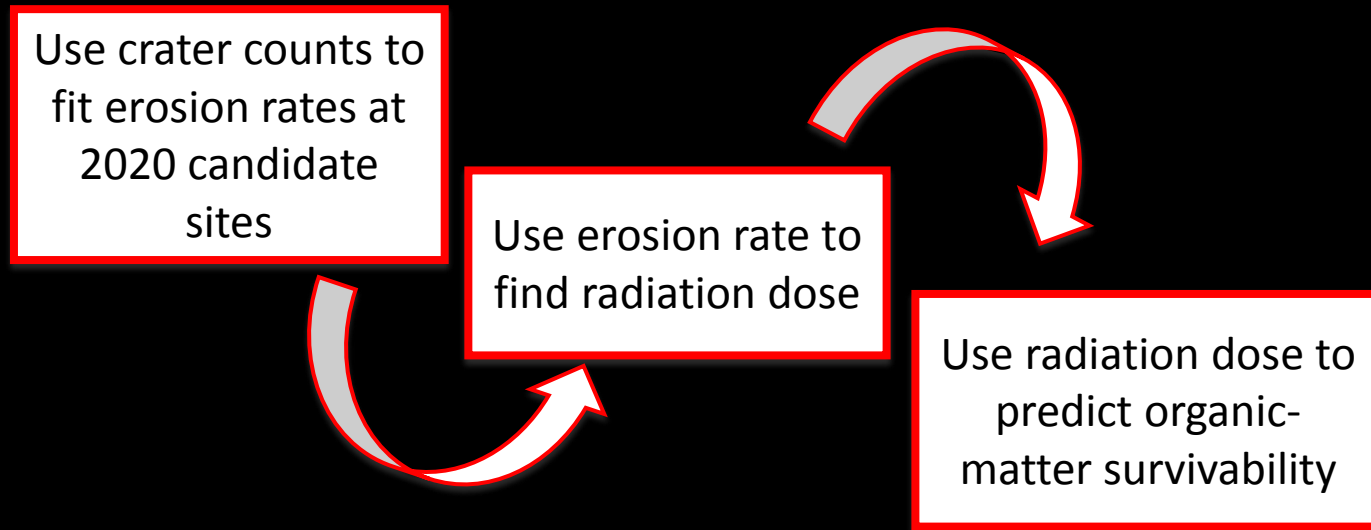 Use crater counts to
fit erosion rates at
2020 candidate
sites
Use erosion rate to
find radiation dose
Use radiation dose to
predict organic-
matter survivability